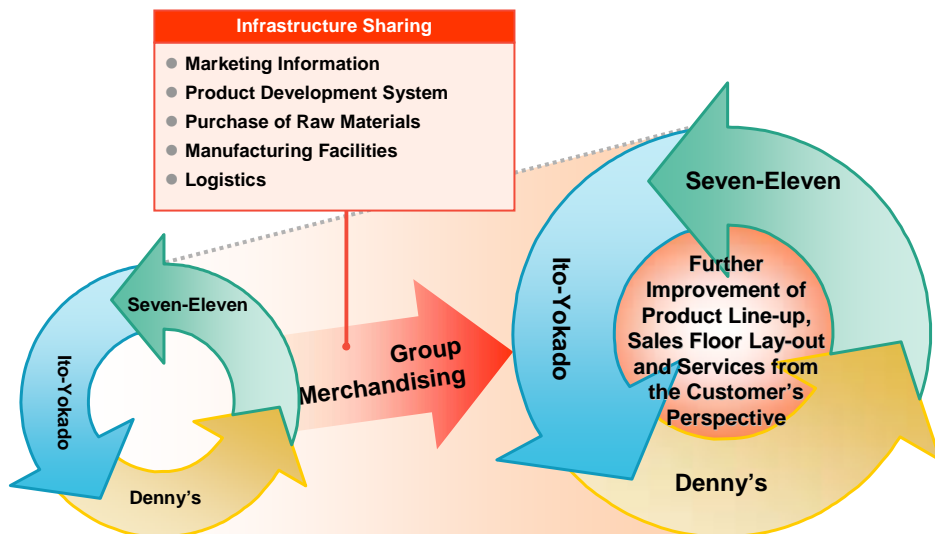 Infrastructure Sharing
Marketing Information
Product Development System
Purchase of Raw Materials
Manufacturing Facilities
Logistics
Seven-Eleven
Ito-Yokado
Denny's
Group
Merchandising
Seven-Eleven
Ito-Yokado
Further
Improvement of
Product Line-up,
Sales Floor Lay-out
and Services from
the Customer’s
Perspective
Denny's